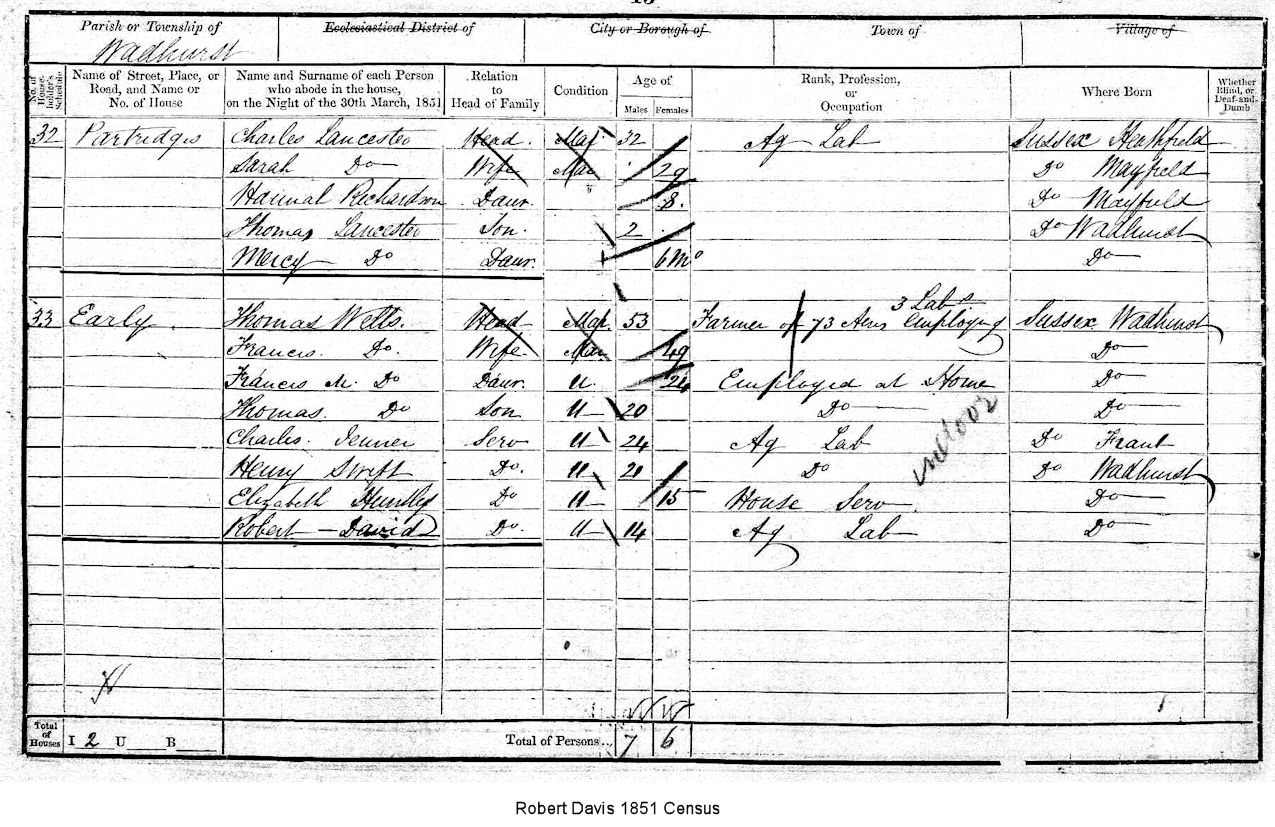 Parish or Township of
Wadhurst
Ecclesiastical District of
City or Borough of
Town of
Village of
No. of House-holder's Schedule
Name of Street, Place, or Road, and Name or No. of House
Name and Surname of each Person who abode in the house, on the Night of the 30th March, 1851
Relation to Head of Family
Condition
Age of
Males
Females
Rank, Profession, or Occupation
Where Born
Whether Blind, or Deaf-and-Dumb
32 Partridges Charles Lancester Head Mar 32 Ag Lab Sussex Heathfield
Sarah Do Wife Mar 29 Do Mayfield
Hannah Richardson Daur. 8. Do Mayfield
Thomas Lancester Son. 2 Do Wadhurst
Mercy Do Daur. 6 Mo Do
33 Early Thomas Wells. Head Mar 53 Farmer of 73 Acres employing 3 Labs Sussex Wadhurst
Frances Do. Wife Mar 49 Do
Frances M. Do Daur U. 24 Employed at Home Do
Thomas. Do Son U 20 Do Do
Charles. Jenner Serv U 24 Ag Lab Do Frant
indoor
Henry Swift Do. U 21 Do Do Wadhurst
Elizabeth Do U 15 House Serv Do
Robert David Do. U 14 Ag Lab Do
Total of Houses I 2 U B Total of Persons... 7 6
Robert Davis 1851 Census